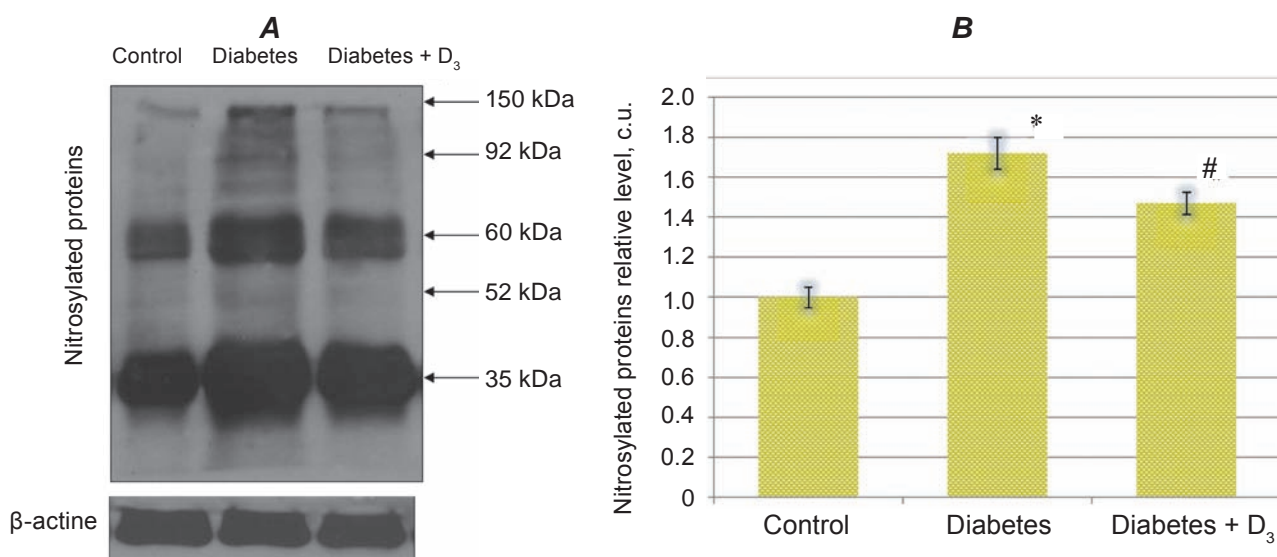 A
Control Diabetes Diabetes + D₃
Nitrosylated proteins
150 kDa
92 kDa
60 kDa
52 kDa
35 kDa
β-actine
B
Nitrosylated proteins relative level, c.u.
2.0
1.8
1.6
1.4
1.2
1.0
0.8
0.6
0.4
0.2
0
*
#
Control Diabetes Diabetes + D₃